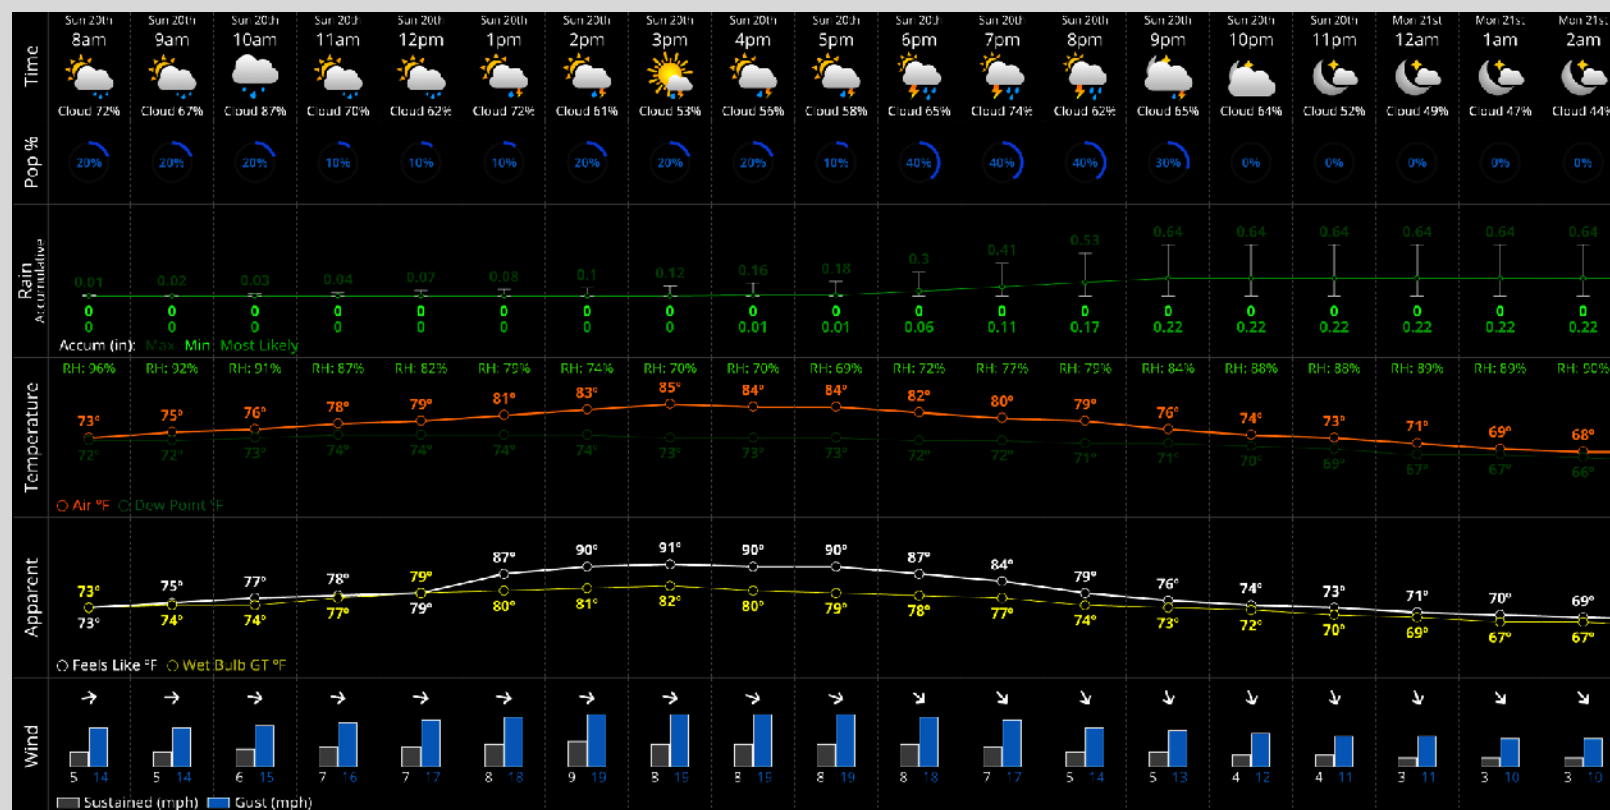 Time
Sun 20th Sun 20th Sun 20th Sun 20th Sun 20th Sun 20th Sun 20th Sun 20th Sun 20th Sun 20th Sun 20th Sun 20th Sun 20th Sun 20th Sun 20th Sun 20th Mon 21st Mon 21st Mon 21st
8am 9am 10am 11am 12pm 1pm 2pm 3pm 4pm 5pm 6pm 7pm 8pm 9pm 10pm 11pm 12am 1am 2am
Cloud 72% Cloud 67% Cloud 87% Cloud 70% Cloud 62% Cloud 72% Cloud 61% Cloud 53% Cloud 56% Cloud 58% Cloud 65% Cloud 74% Cloud 62% Cloud 65% Cloud 64% Cloud 52% Cloud 49% Cloud 47% Cloud 44%
Pop %
20% 20% 20% 10% 10% 10% 20% 20% 20% 10% 40% 40% 40% 30% 0% 0% 0% 0% 0%
Rain
Accumulative
0.01 0.02 0.03 0.04 0.07 0.08 0.1 0.12 0.16 0.18 0.3 0.41 0.53 0.64 0.64 0.64 0.64 0.64 0.64
0 0 0 0 0 0 0 0 0 0 0 0 0 0 0 0 0 0 0
0 0 0 0 0 0 0 0 0.01 0.01 0.06 0.11 0.17 0.22 0.22 0.22 0.22 0.22 0.22
Accum (in): Max Min Most Likely
Temperature
RH: 96% RH: 92% RH: 91% RH: 87% RH: 82% RH: 79% RH: 74% RH: 70% RH: 70% RH: 69% RH: 72% RH: 77% RH: 79% RH: 84% RH: 88% RH: 88% RH: 89% RH: 89% RH: 90%
73° 75° 76° 78° 79° 81° 83° 85° 84° 84° 82° 80° 79° 76° 74° 73° 71° 69° 68°
72° 72° 73° 74° 74° 74° 74° 73° 73° 73° 72° 72° 71° 71° 70° 69° 67° 67° 66°
Air °F Dew Point °F
Apparent
73° 75° 77° 78° 79° 87° 90° 91° 90° 90° 87° 84° 79° 76° 74° 73° 71° 70° 69°
73° 74° 74° 77° 79° 80° 81° 82° 80° 79° 78° 77° 74° 73° 72° 70° 69° 67° 67°
Feels Like °F Wet Bulb GT °F
Wind
5 14 5 14 6 15 7 16 7 17 8 18 9 19 8 19 8 19 8 19 8 18 7 17 5 14 5 13 4 12 4 11 3 11 3 10 3 10
Sustained (mph) Gust (mph)